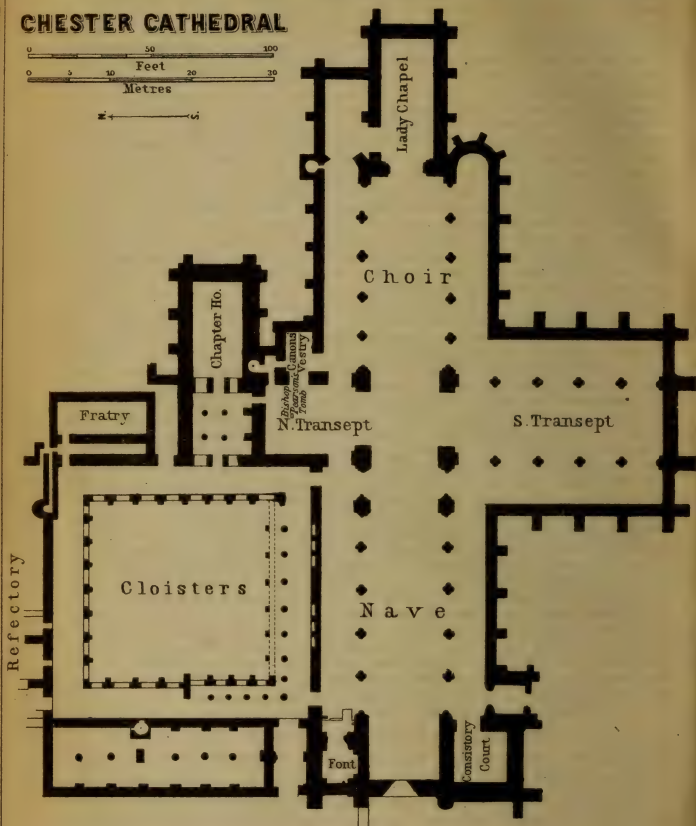 CHESTER CATHEDRAL
0 50 100
Feet
0 5 10 20 30
Metres
N. S.
Lady Chapel
Choir
Chapter Ho.
Canons
Vestry
Bishop
Pearson's
Tomb
N. Transept
S. Transept
Fratry
Cloisters
Refectory
Nave
Font
Consistory
Court